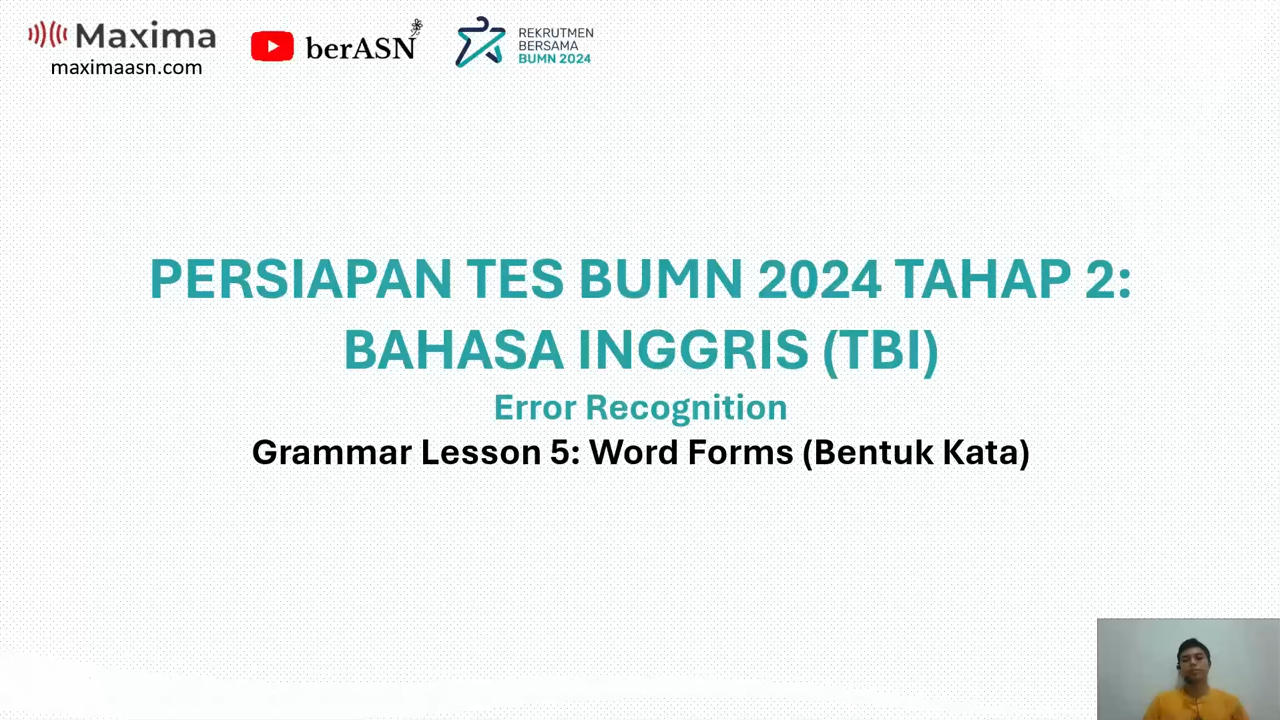 Maxima
maximaasn.com
berASN
REKRUTMEN
BERSAMA
BUMN 2024
PERSIAPAN TES BUMN 2024 TAHAP 2:
BAHASA INGGRIS (TBI)
Error Recognition
Grammar Lesson 5: Word Forms (Bentuk Kata)